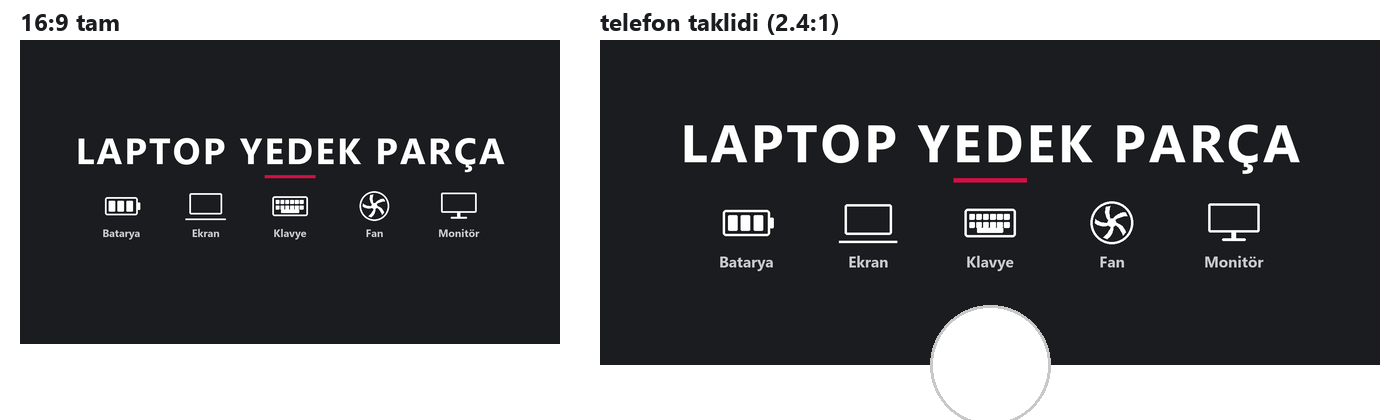 16:9 tam
LAPTOP YEDEK PARÇA
Batarya Ekran Klavye Fan Monitör
telefon taklidi (2.4:1)
LAPTOP YEDEK PARÇA
Batarya Ekran Klavye Fan Monitör